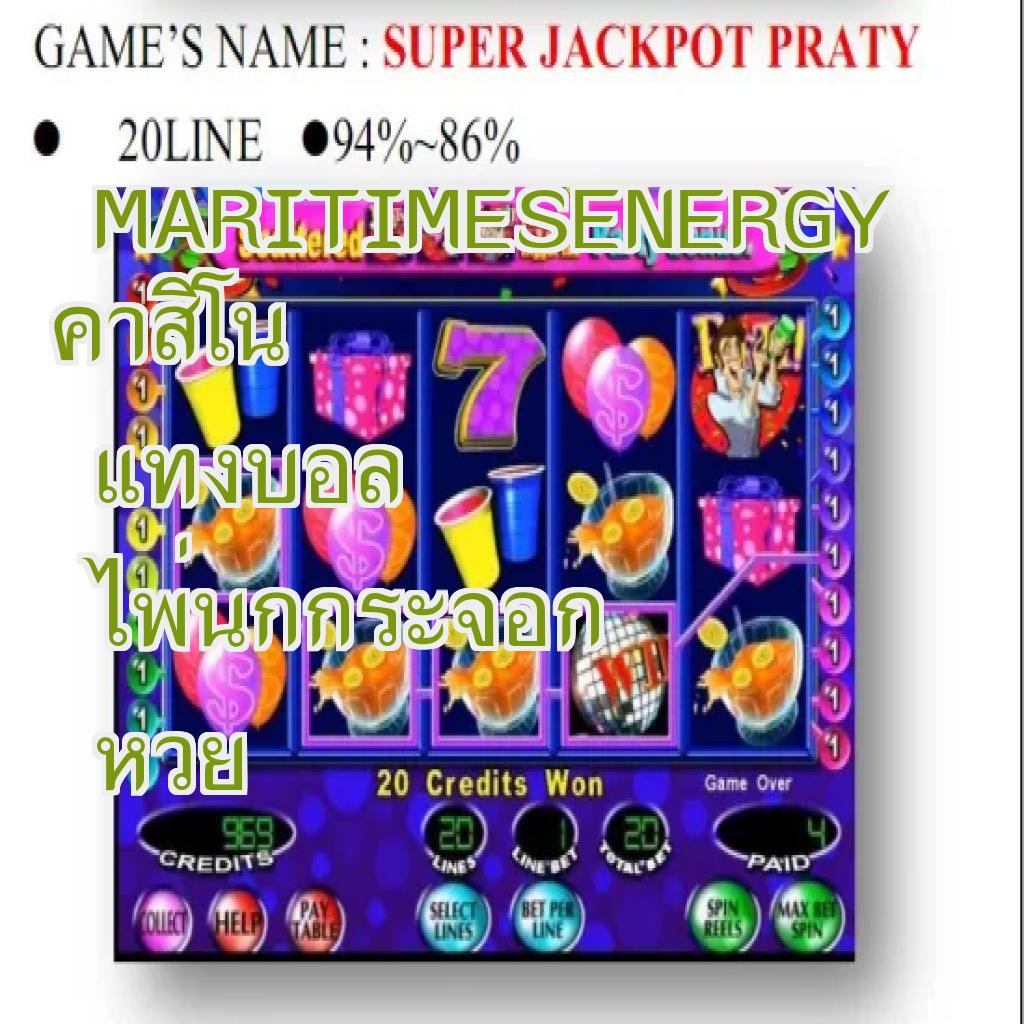 GAME'S NAME : SUPER JACKPOT PRATY
● 20LINE ●94%~86%
MARITIMESENERGY
คาสิโน
แทงบอล
ไพ่นกกระจอก
หวย
7
WILD
20 Credits Won
Game Over
969
CREDITS
20
LINES
1
LINE BET
20
TOTAL BET
4
PAID
COLLECT
HELP
PAY TABLE
SELECT LINES
BET PER LINE
SPIN REELS
MAX BET SPIN